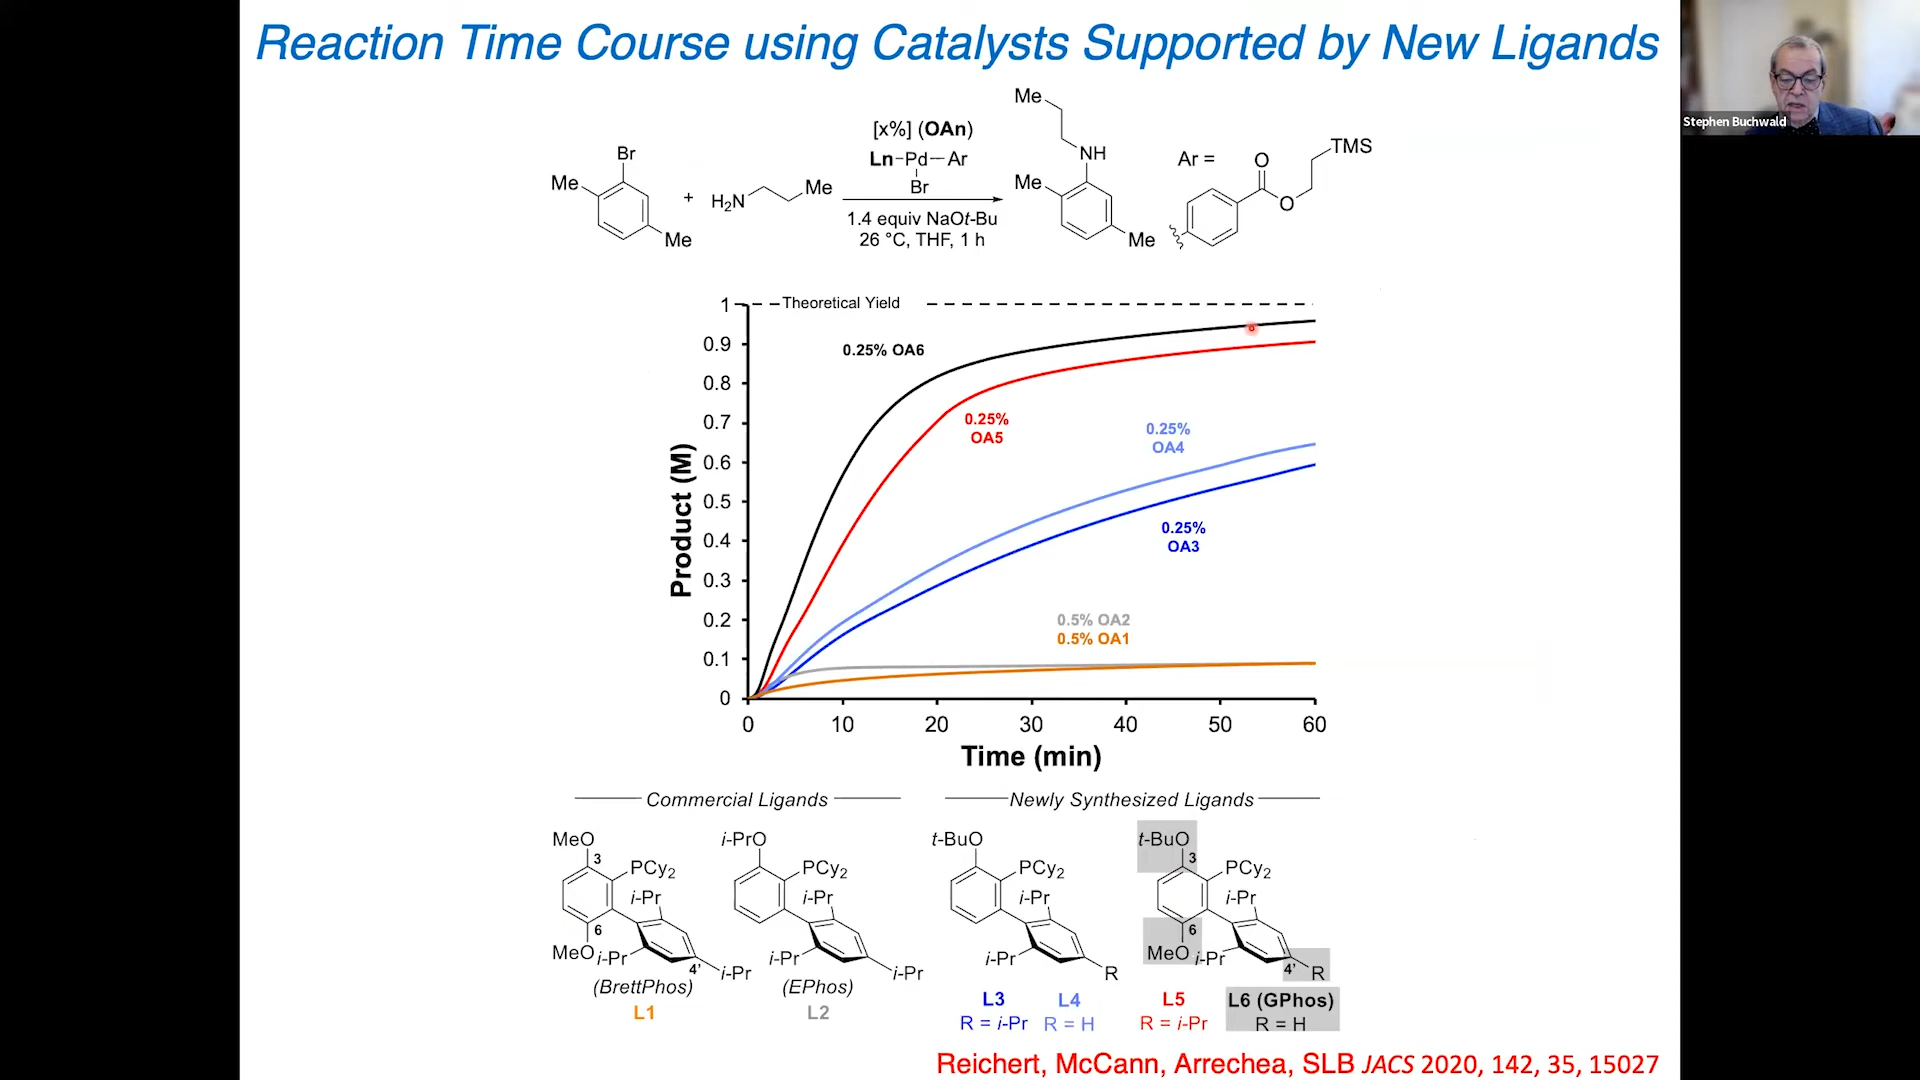 Reaction Time Course using Catalysts Supported by New Ligands
Stephen Buchwald
Br
Me
Me
+
H₂N
Me
[x%] (OAn)
Ln–Pd–Ar
Br
1.4 equiv NaOt-Bu
26 °C, THF, 1 h
Me
NH
Me
Me
Ar =
O
O
TMS
Theoretical Yield
1
0.9
0.8
0.7
0.6
0.5
0.4
0.3
0.2
0.1
0
Product (M)
0.25% OA6
0.25%
OA5
0.25%
OA4
0.25%
OA3
0.5% OA2
0.5% OA1
0 10 20 30 40 50 60
Time (min)
Commercial Ligands
Newly Synthesized Ligands
MeO
3
PCy₂
i-Pr
6
MeO
i-Pr
4'
i-Pr
(BrettPhos)
L1
i-PrO
PCy₂
i-Pr
i-Pr
i-Pr
(EPhos)
L2
t-BuO
PCy₂
i-Pr
i-Pr
R
L3 L4
R = i-Pr R = H
t-BuO
3
PCy₂
i-Pr
6
MeO
i-Pr
4'
R
L5 L6 (GPhos)
R = i-Pr R = H
Reichert, McCann, Arrechea, SLB JACS 2020, 142, 35, 15027